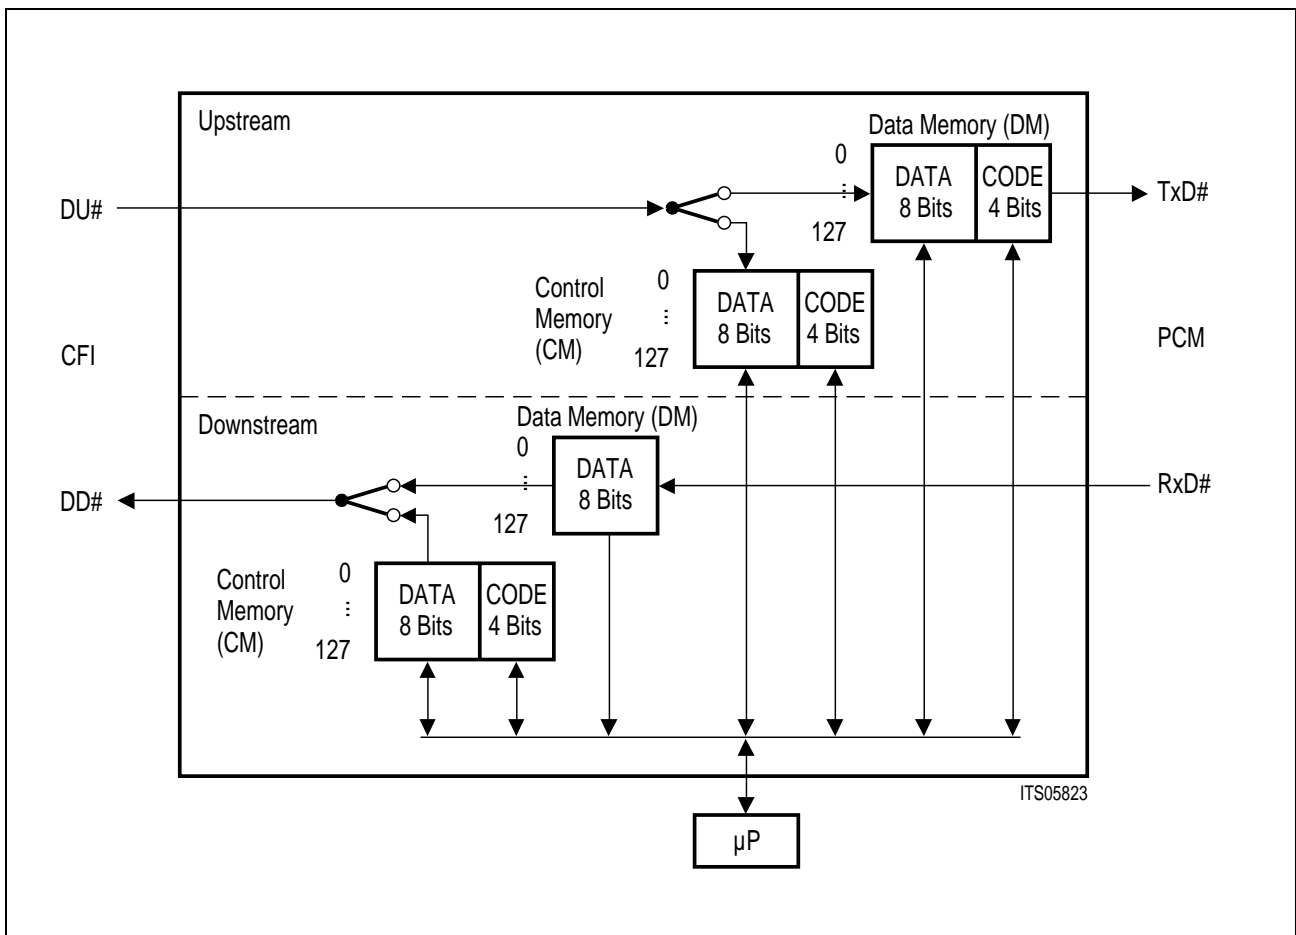 Upstream
Data Memory (DM)
0
...
127
DATA
8 Bits
CODE
4 Bits
DU#
TxD#
Control
Memory
(CM)
0
...
127
DATA
8 Bits
CODE
4 Bits
CFI
PCM
Downstream
Data Memory (DM)
0
...
127
DATA
8 Bits
DD#
RxD#
Control
Memory
(CM)
0
...
127
DATA
8 Bits
CODE
4 Bits
ITS05823
µP